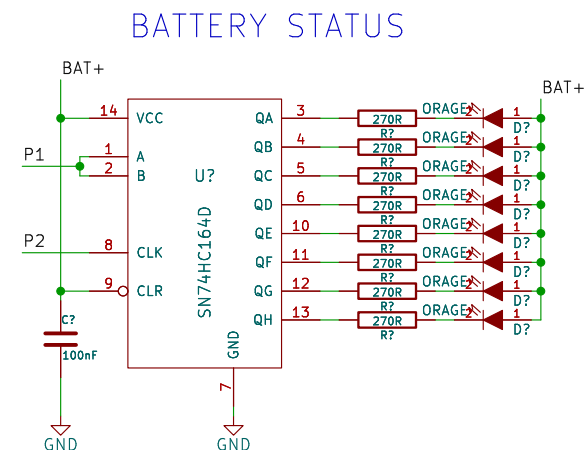 BATTERY STATUS
BAT+
BAT+
14 VCC QA 3 270R R? ORAGE 2 1 D?
P1 1 A QB 4 270R R? ORAGE 2 1 D?
2 B QC 5 270R R? ORAGE 2 1 D?
U? SN74HC164D
QD 6 270R R? ORAGE 2 1 D?
QE 10 270R R? ORAGE 2 1 D?
P2 8 CLK QF 11 270R R? ORAGE 2 1 D?
9 CLR QG 12 270R R? ORAGE 2 1 D?
QH 13 270R R? ORAGE 2 1 D?
C?
100nF
GND
7
GND
GND